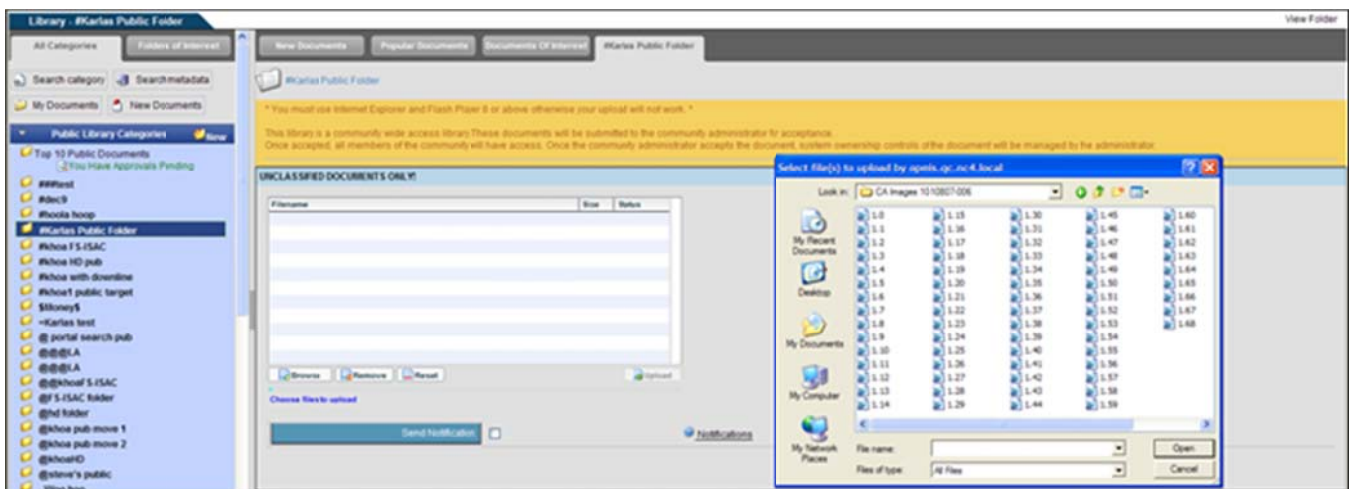 Library - #Karlas Public Folder
View Folder
All Categories
Folders of Interest
New Documents
Popular Documents
Documents Of Interest
#Karlas Public Folder
Search category
Search metadata
My Documents
New Documents
#Karlas Public Folder
* You must use Internet Explorer and Flash Player 8 or above otherwise your upload will not work. *
This library is a community wide access library.These documents will be submitted to the community administrator fr acceptance.
Once accepted, all members of the community will have access. Once the community administrator accepts the document, system ownership controls ofthe document will be managed by the administrator.
Public Library Categories
New
Top 10 Public Documents
You Have Approvals Pending
###test
#dec9
#hoola hoop
#Karlas Public Folder
#khoa FS-ISAC
#khoa HD pub
#khoa with downline
#khoa1 public target
$Money$
~Karlas test
@ portal search pub
@@@LA
@@@LA
@@khoaFS-ISAC
@FS-ISAC folder
@hd folder
@khoa pub move 1
@khoa pub move 2
@khoaHD
@steve's public
UNCLASSIFIED DOCUMENTS ONLY!
Filename
Size
Status
Browse
Remove
Reset
Upload
Choose files to upload
Send Notification
Notifications
Select file(s) to upload by opmis.qc.nc4.local
Look in:
CA Images 1010807-006
My Recent Documents
Desktop
My Documents
My Computer
My Network Places
1.0
1.1
1.2
1.3
1.4
1.5
1.6
1.7
1.8
1.9
1.10
1.11
1.12
1.13
1.14
1.15
1.16
1.17
1.18
1.19
1.20
1.21
1.22
1.23
1.24
1.25
1.26
1.27
1.28
1.29
1.30
1.31
1.32
1.33
1.34
1.35
1.36
1.37
1.38
1.39
1.40
1.41
1.42
1.43
1.44
1.45
1.46
1.47
1.48
1.49
1.50
1.51
1.52
1.53
1.54
1.55
1.56
1.57
1.58
1.59
1.60
1.61
1.62
1.63
1.64
1.65
1.66
1.67
1.68
File name:
Open
Files of type:
All Files
Cancel